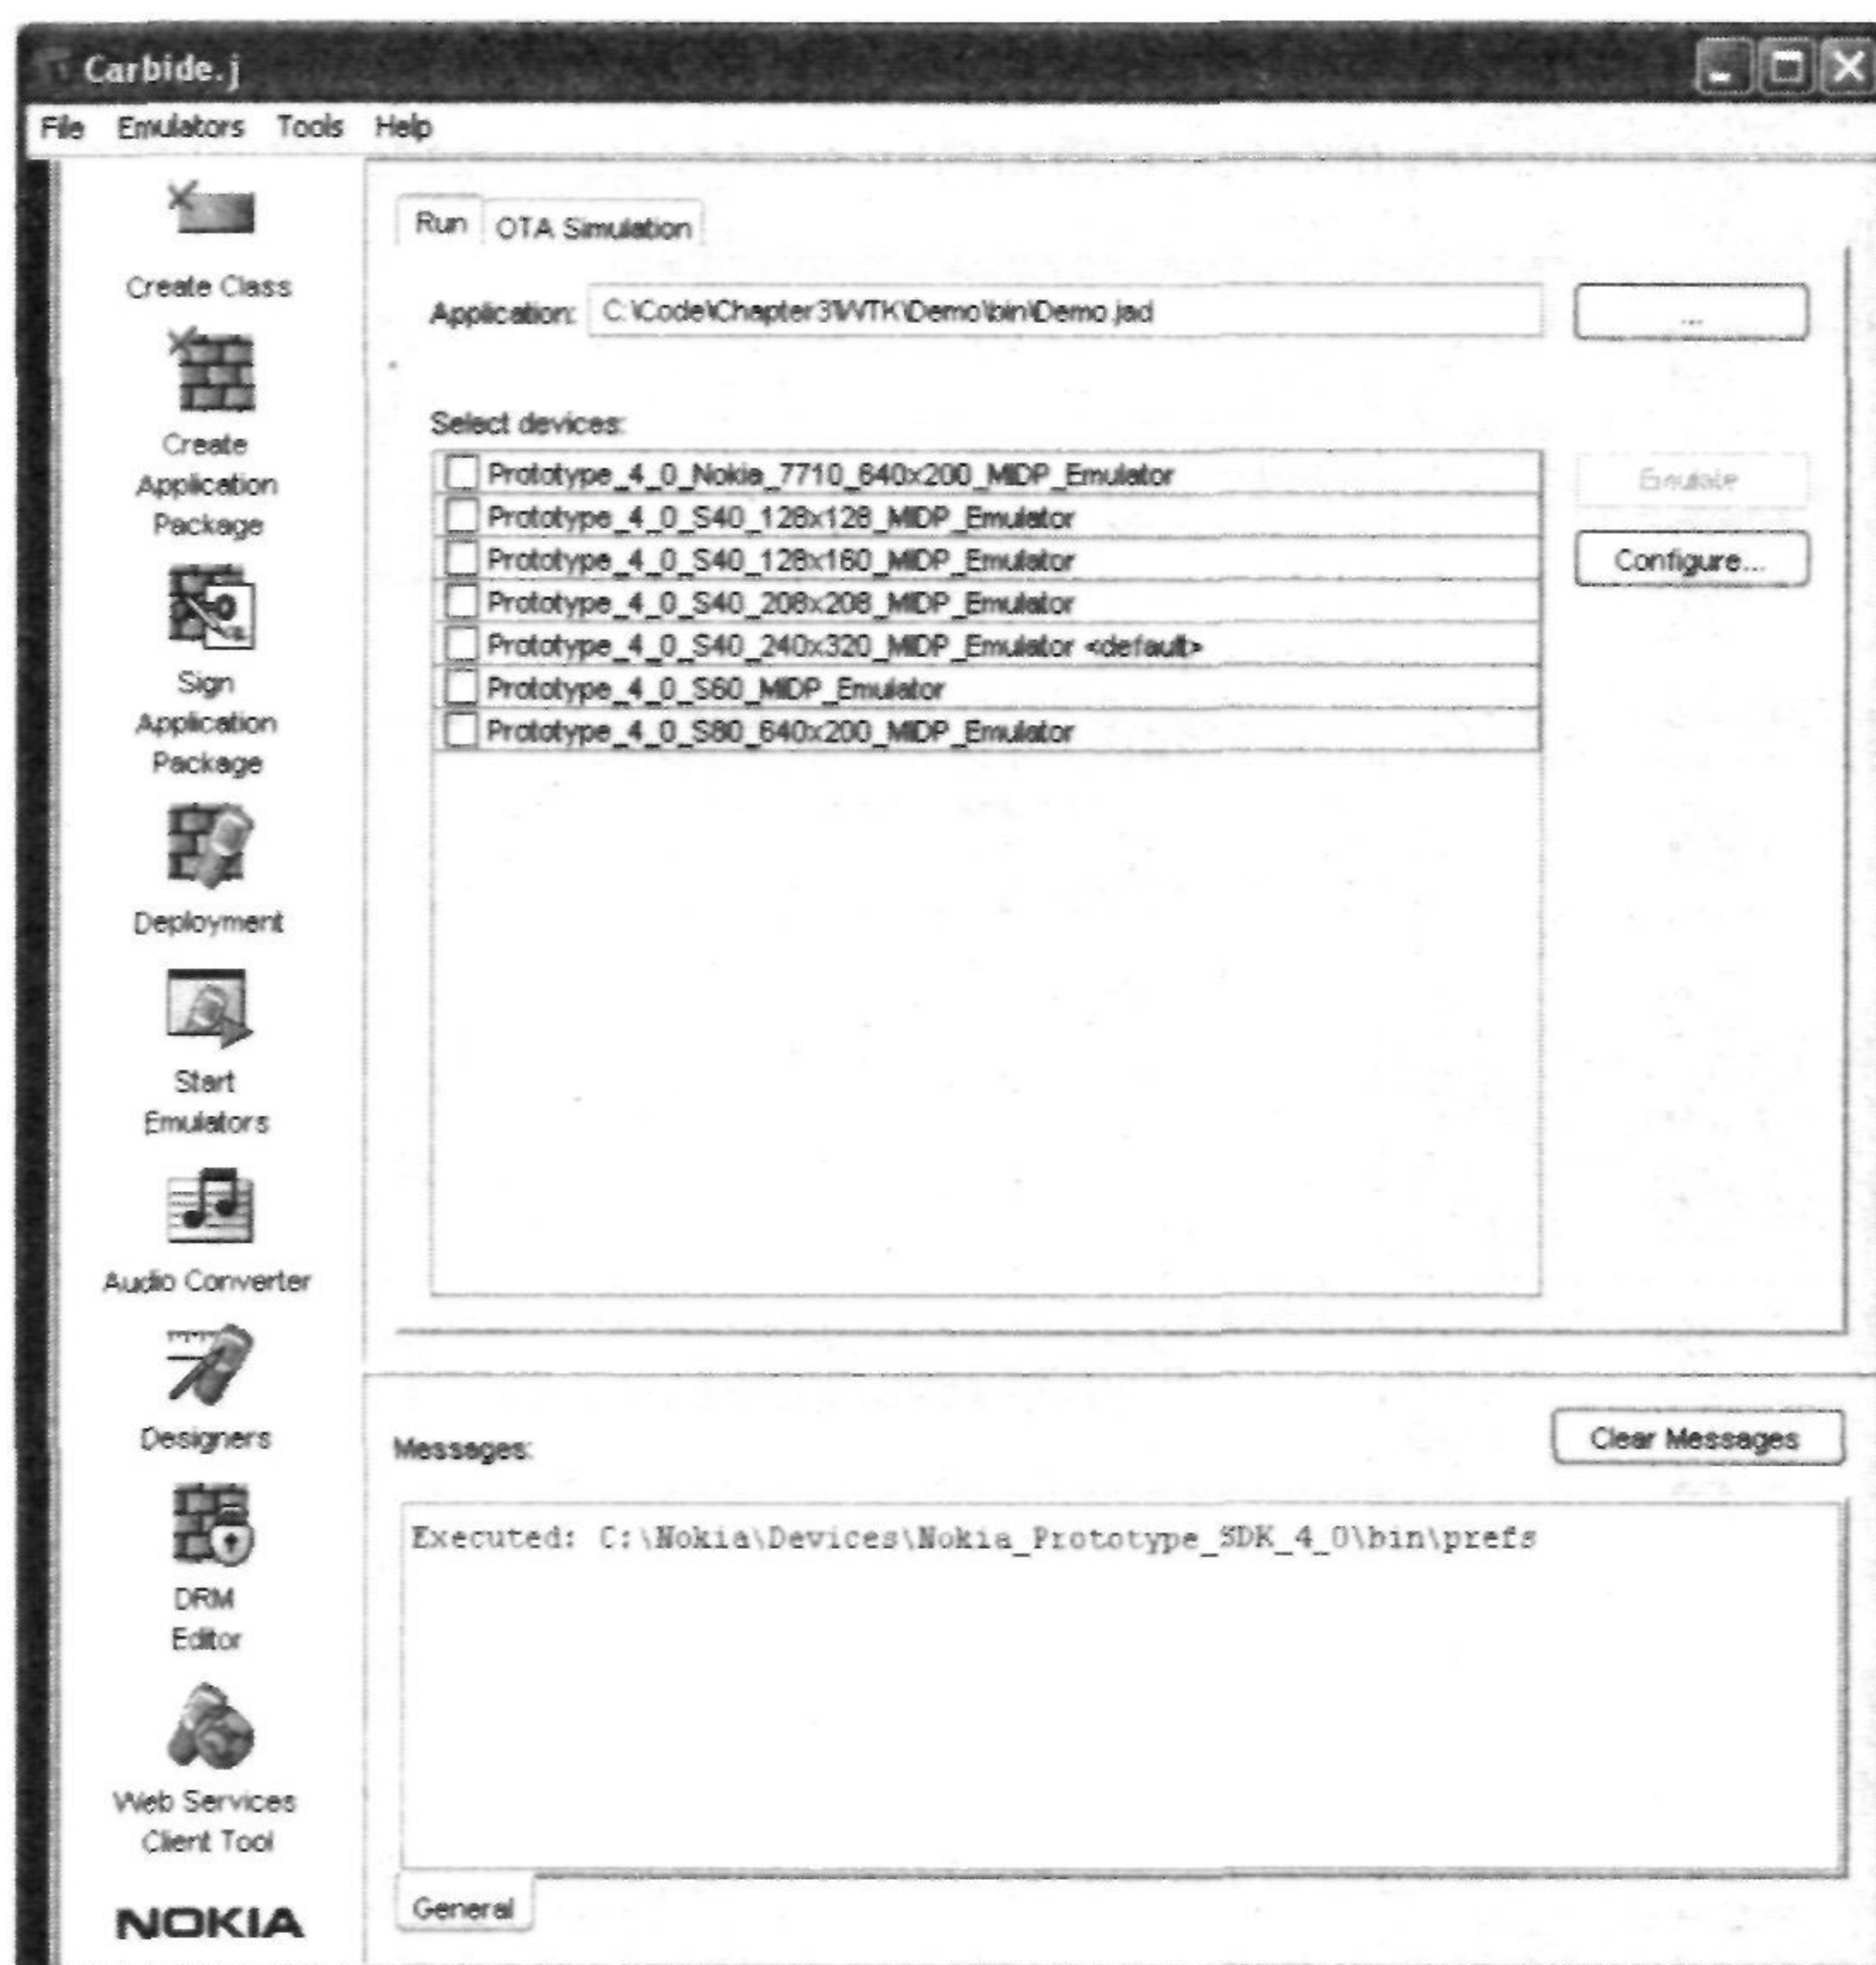 Carbide.j
File Emulators Tools Help
Create Class
Create
Application
Package
Sign
Application
Package
Deployment
Start
Emulators
Audio Converter
Designers
DRM
Editor
Web Services
Client Tool
NOKIA
Run OTA Simulation
Application: C:\Code\Chapter3\WTK\Demo\bin\Demo.jad ...
Select devices:
Prototype_4_0_Nokia_7710_640x200_MIDP_Emulator
Prototype_4_0_S40_128x128_MIDP_Emulator
Prototype_4_0_S40_128x160_MIDP_Emulator
Prototype_4_0_S40_208x208_MIDP_Emulator
Prototype_4_0_S40_240x320_MIDP_Emulator <default>
Prototype_4_0_S60_MIDP_Emulator
Prototype_4_0_S80_640x200_MIDP_Emulator
Emulate
Configure...
Messages:
Clear Messages
Executed: C:\Nokia\Devices\Nokia_Prototype_SDK_4_0\bin\prefs
General